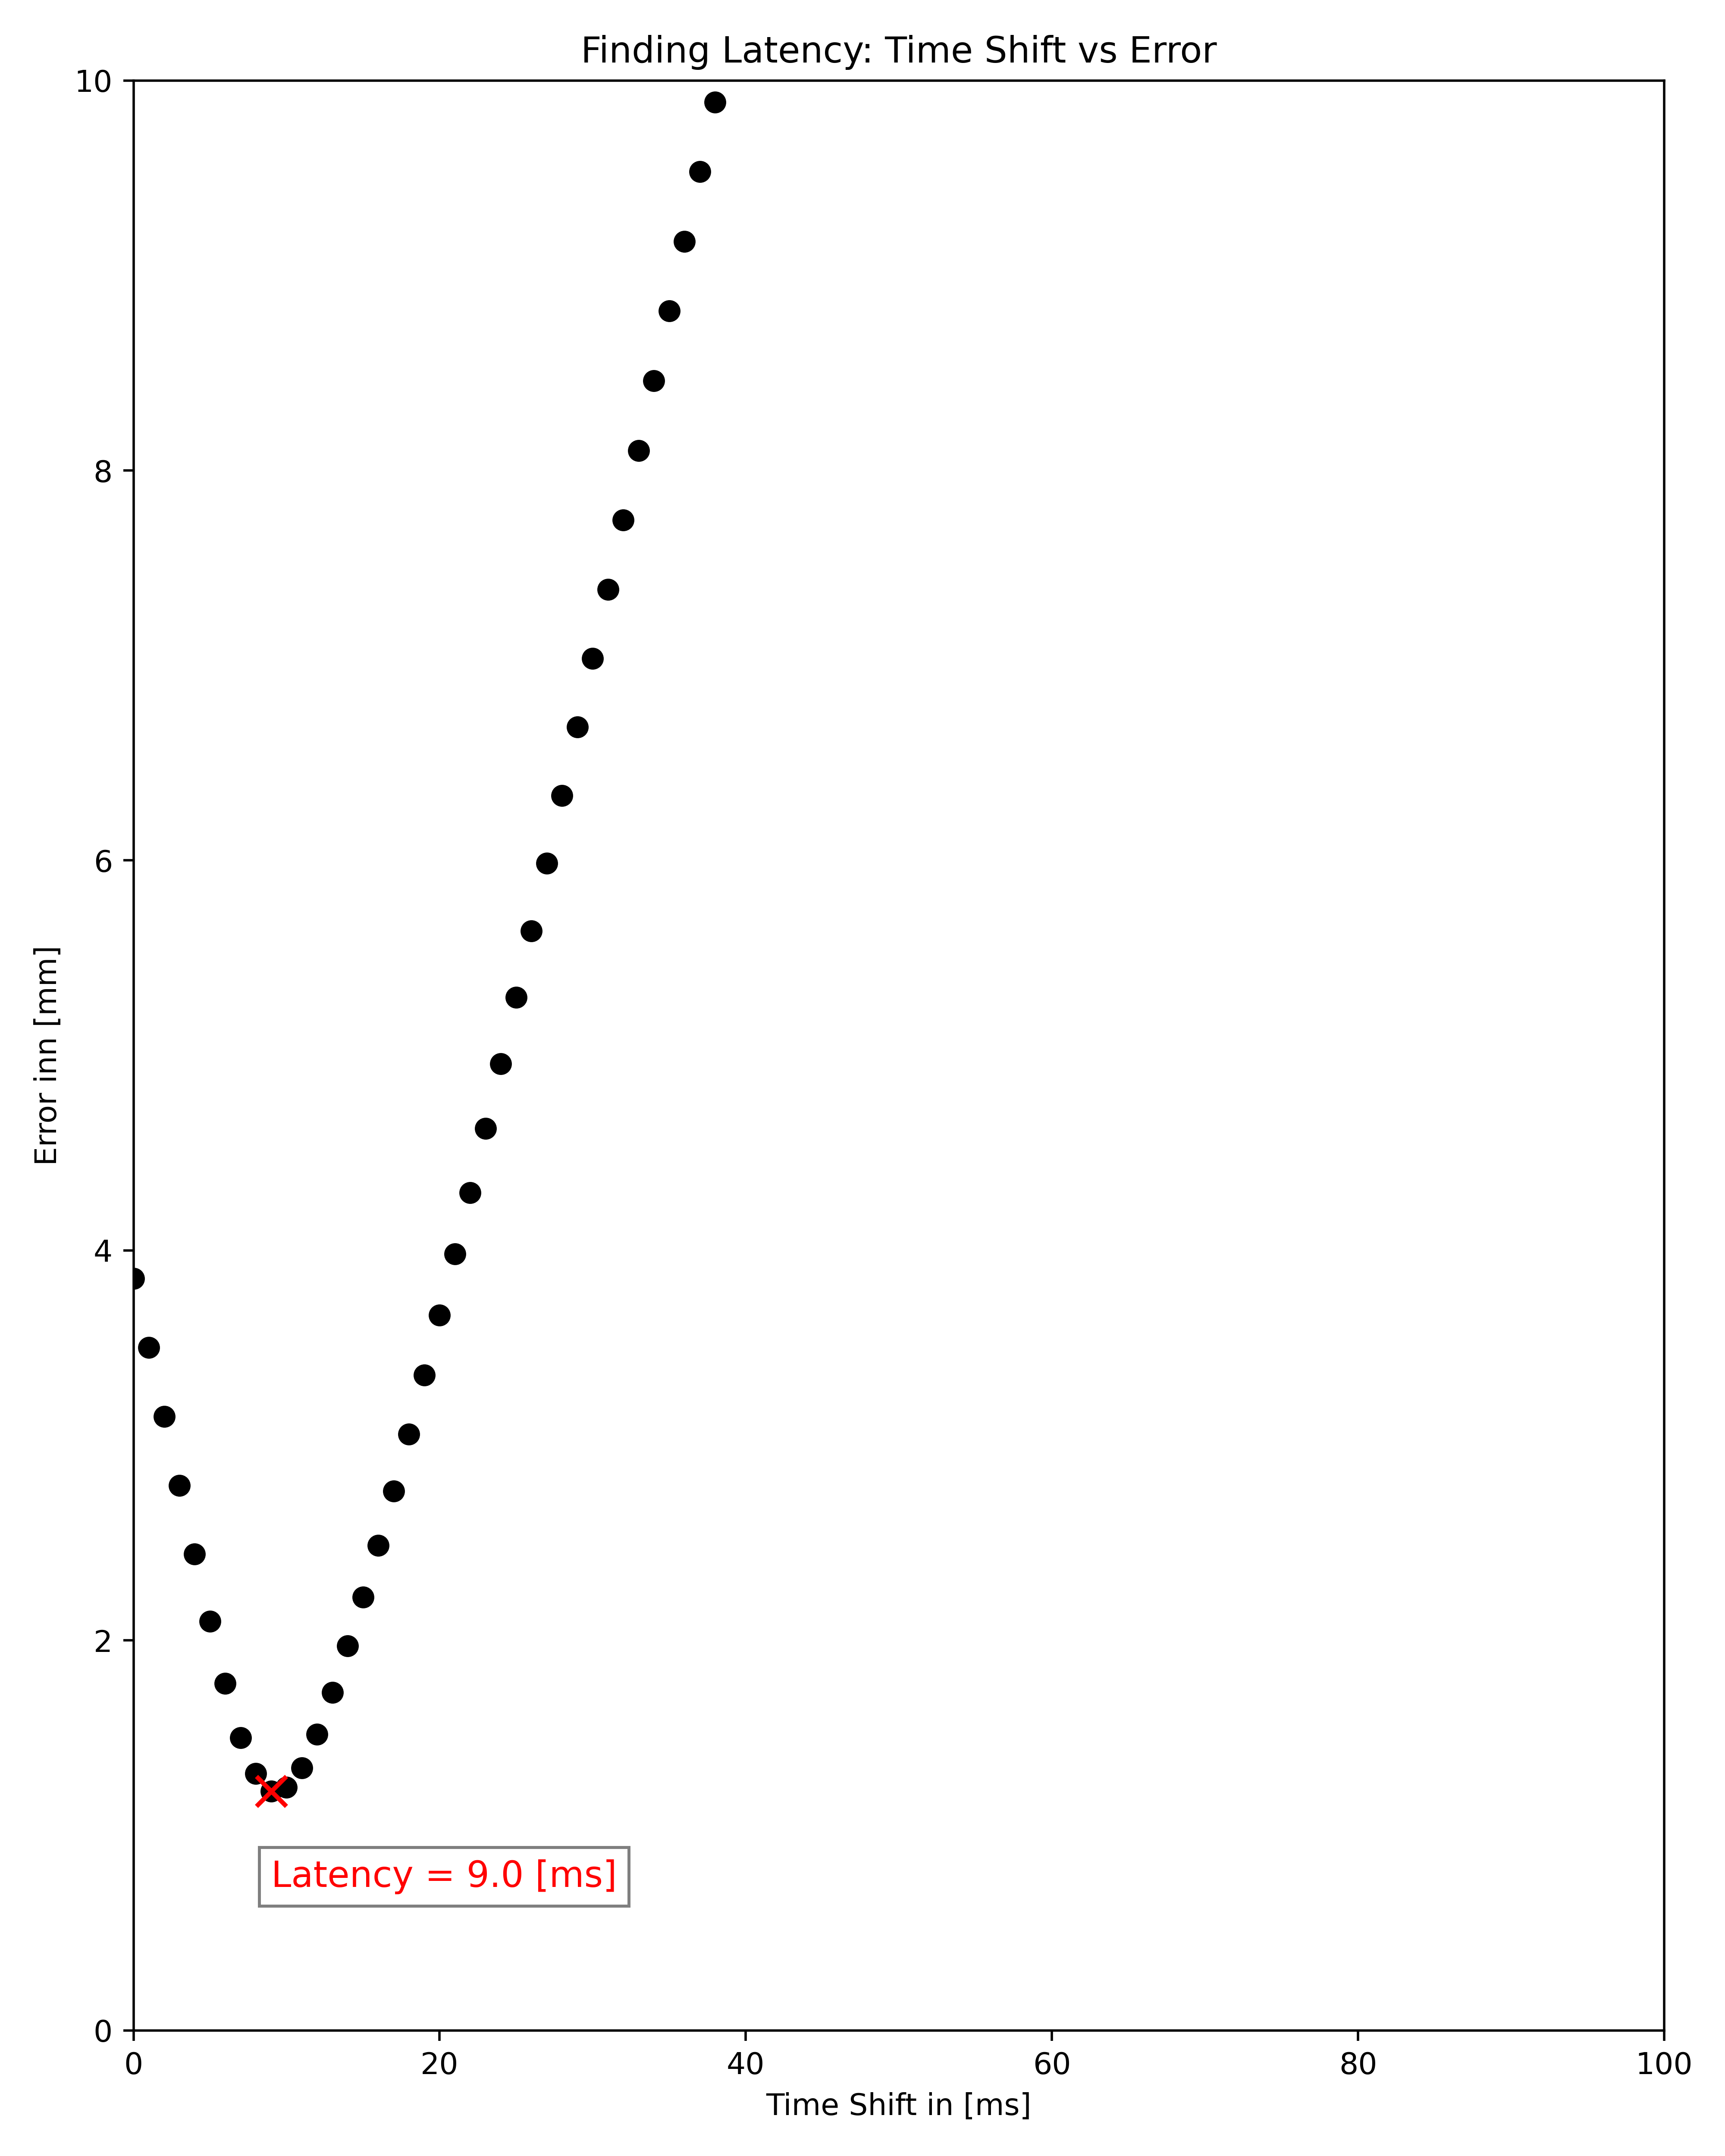 Finding Latency: Time Shift vs Error
10
8
6
4
2
0
Error inn [mm]
Latency = 9.0 [ms]
0 20 40 60 80 100
Time Shift in [ms]